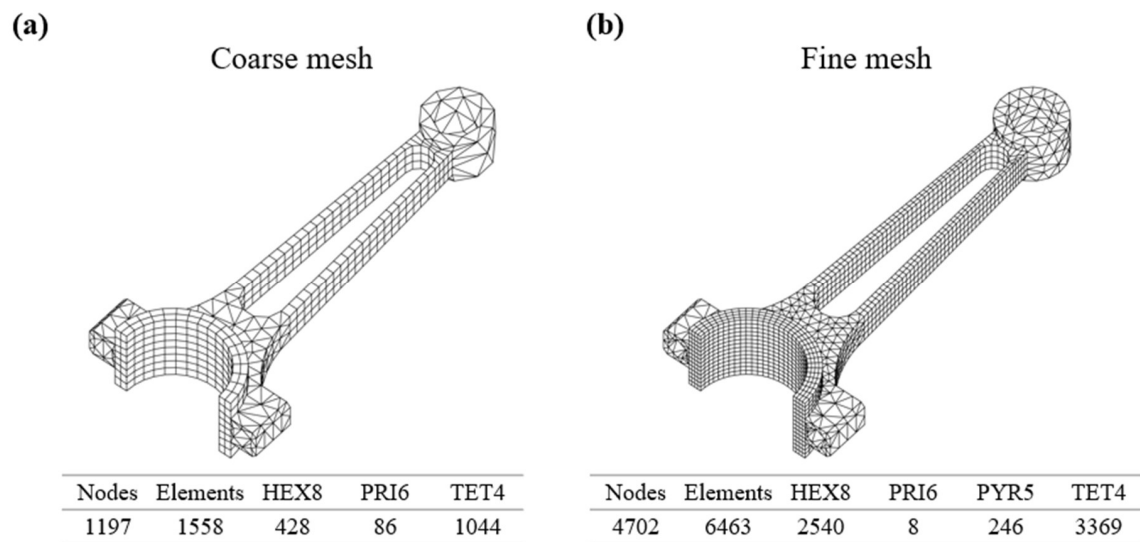 (a)
Coarse mesh
Nodes Elements HEX8 PRI6 TET4
1197 1558 428 86 1044
(b)
Fine mesh
Nodes Elements HEX8 PRI6 PYR5 TET4
4702 6463 2540 8 246 3369